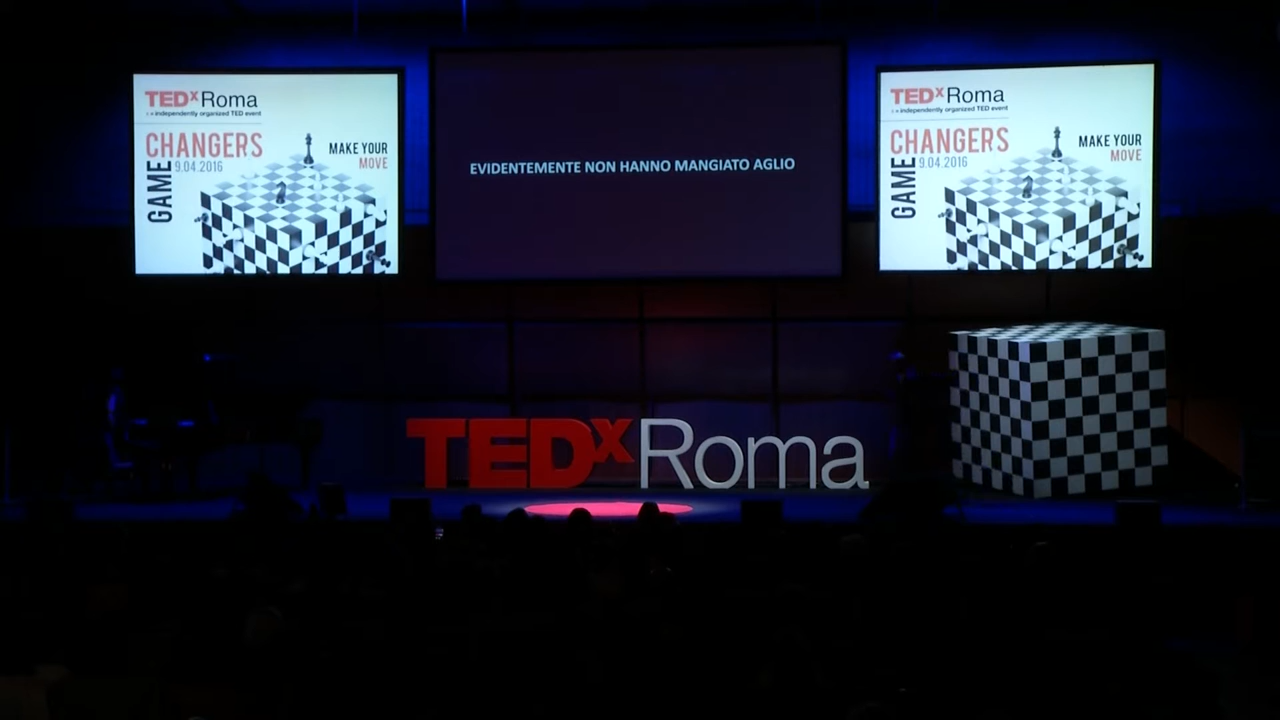 TEDxRoma
x = independently organized TED event
CHANGERS
GAME
9.04.2016
MAKE YOUR
MOVE
EVIDENTEMENTE NON HANNO MANGIATO AGLIO
TEDxRoma
x = independently organized TED event
CHANGERS
GAME
9.04.2016
MAKE YOUR
MOVE
TEDxRoma